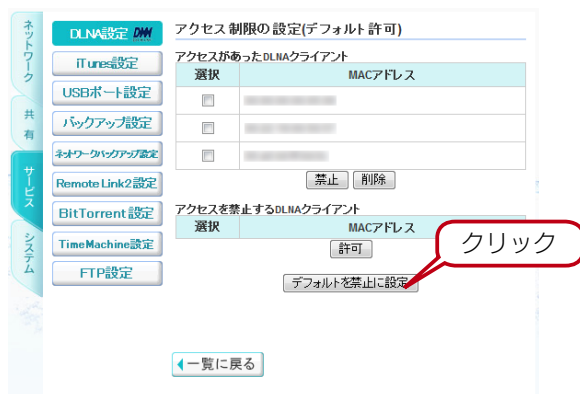 ネットワーク
共有
サービス
システム
DLNA設定
iTunes設定
USBポート設定
バックアップ設定
ネットワークバックアップ設定
Remote Link2設定
BitTorrent設定
TimeMachine設定
FTP設定
アクセス制限の設定(デフォルト許可)
アクセスがあったDLNAクライアント
選択 MACアドレス
禁止 削除
アクセスを禁止するDLNAクライアント
選択 MACアドレス
許可
デフォルトを禁止に設定
クリック
一覧に戻る